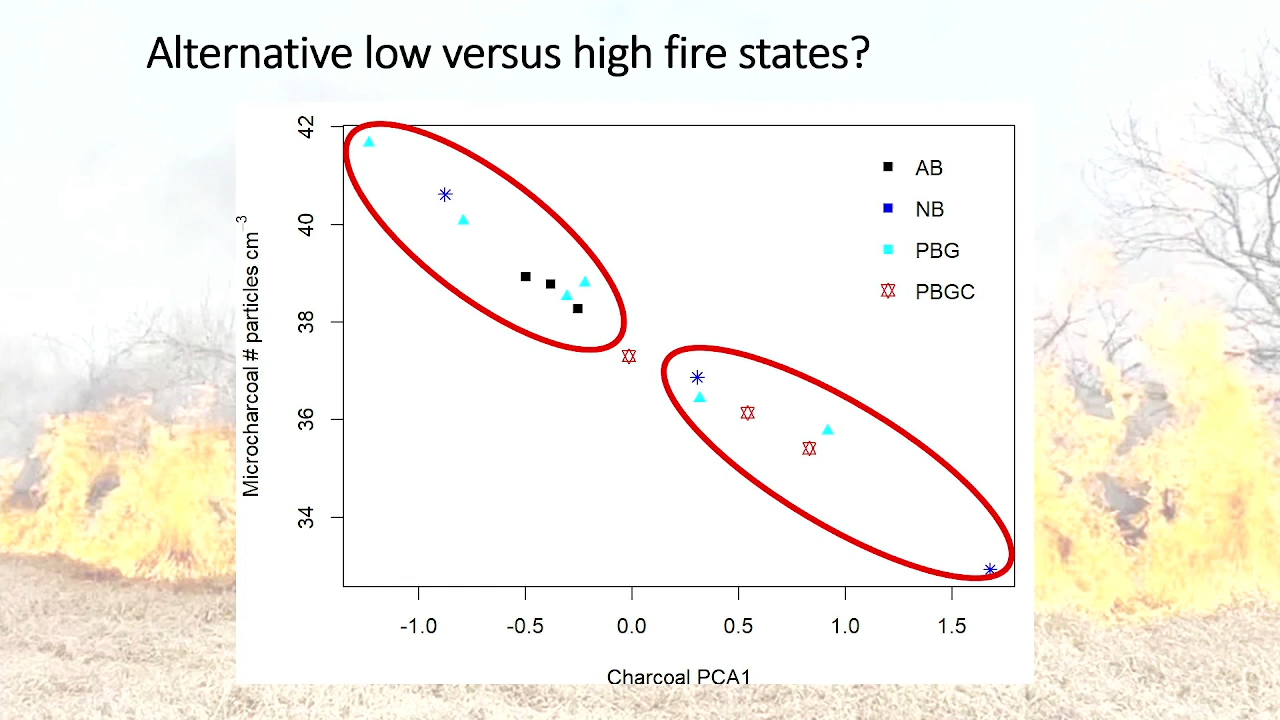 Alternative low versus high fire states?
42
40
38
36
34
Microcharcoal # particles cm⁻³
AB
NB
PBG
PBGC
-1.0 -0.5 0.0 0.5 1.0 1.5
Charcoal PCA1